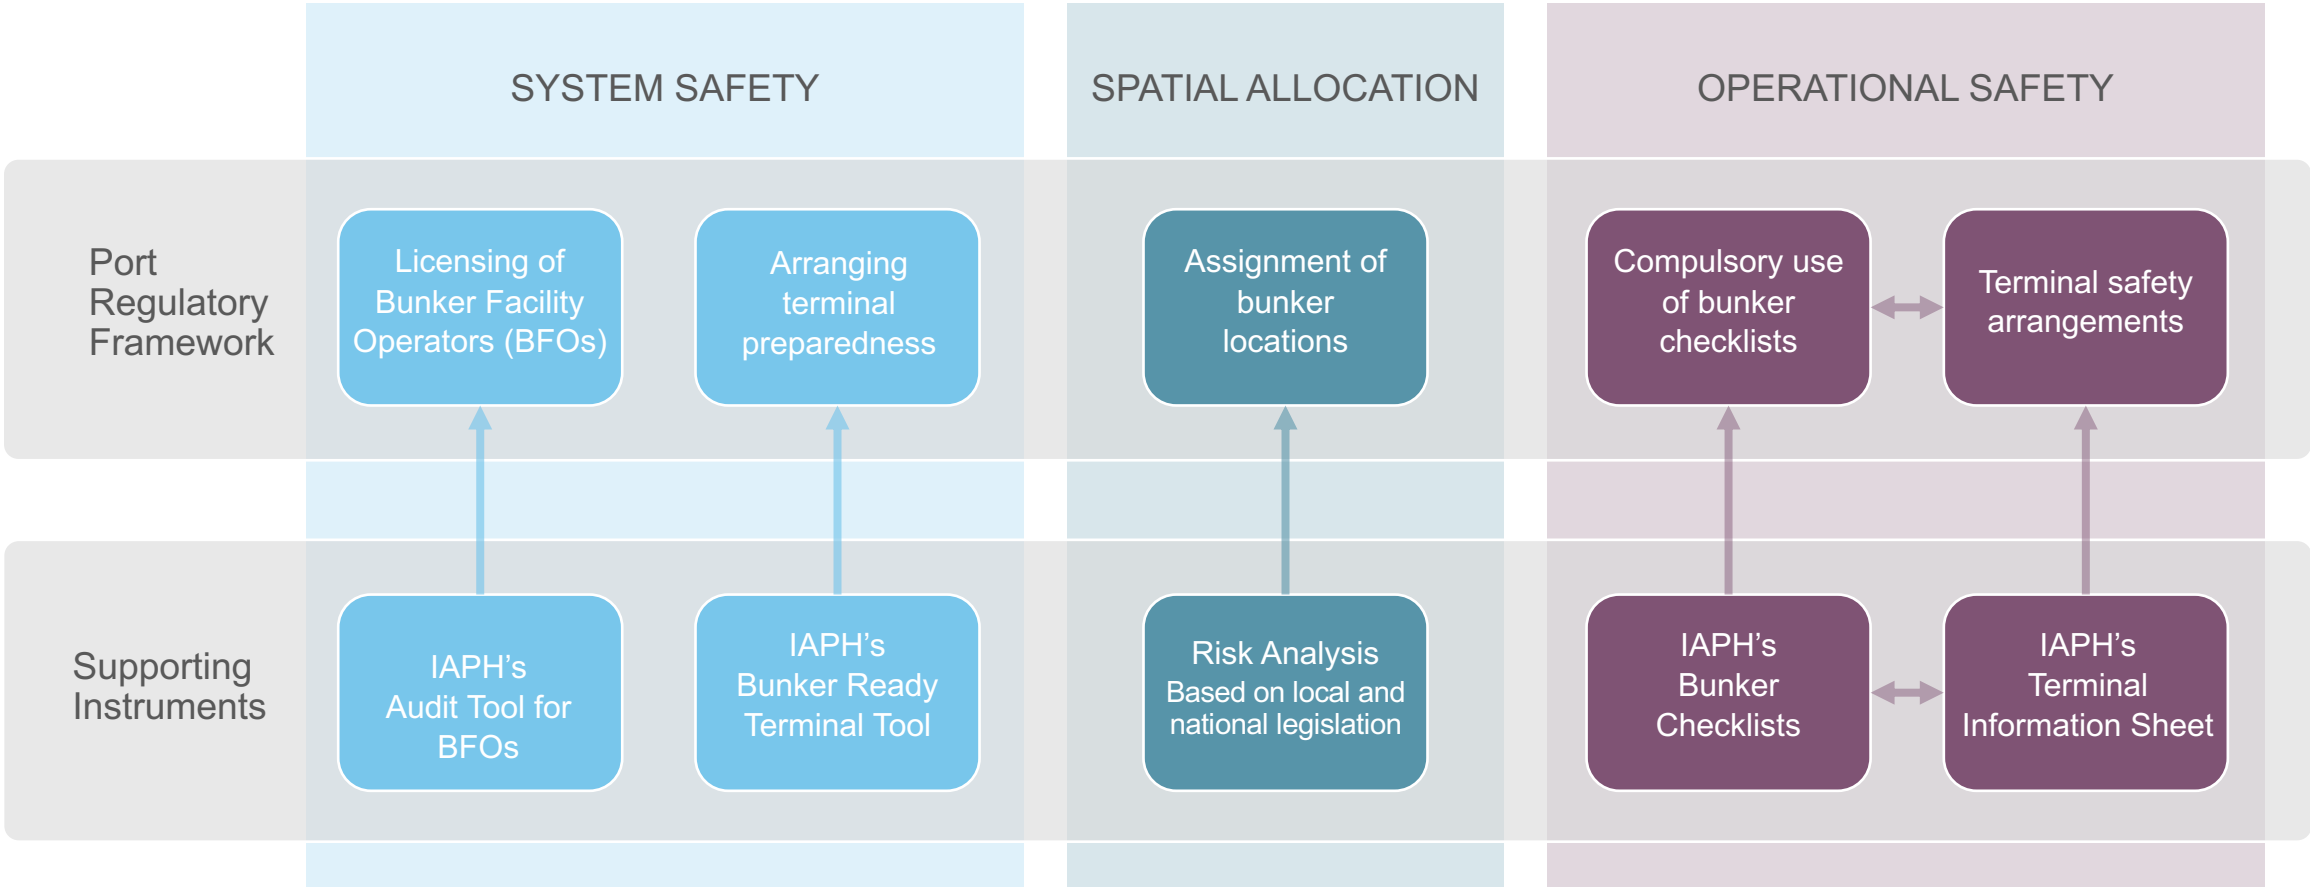 SYSTEM SAFETY
SPATIAL ALLOCATION
OPERATIONAL SAFETY
Port
Regulatory
Framework
Licensing of
Bunker Facility
Operators (BFOs)
Arranging
terminal
preparedness
Assignment of
bunker
locations
Compulsory use
of bunker
checklists
Terminal safety
arrangements
Supporting
Instruments
IAPH’s
Audit Tool for
BFOs
IAPH’s
Bunker Ready
Terminal Tool
Risk Analysis
Based on local and
national legislation
IAPH’s
Bunker
Checklists
IAPH’s
Terminal
Information Sheet